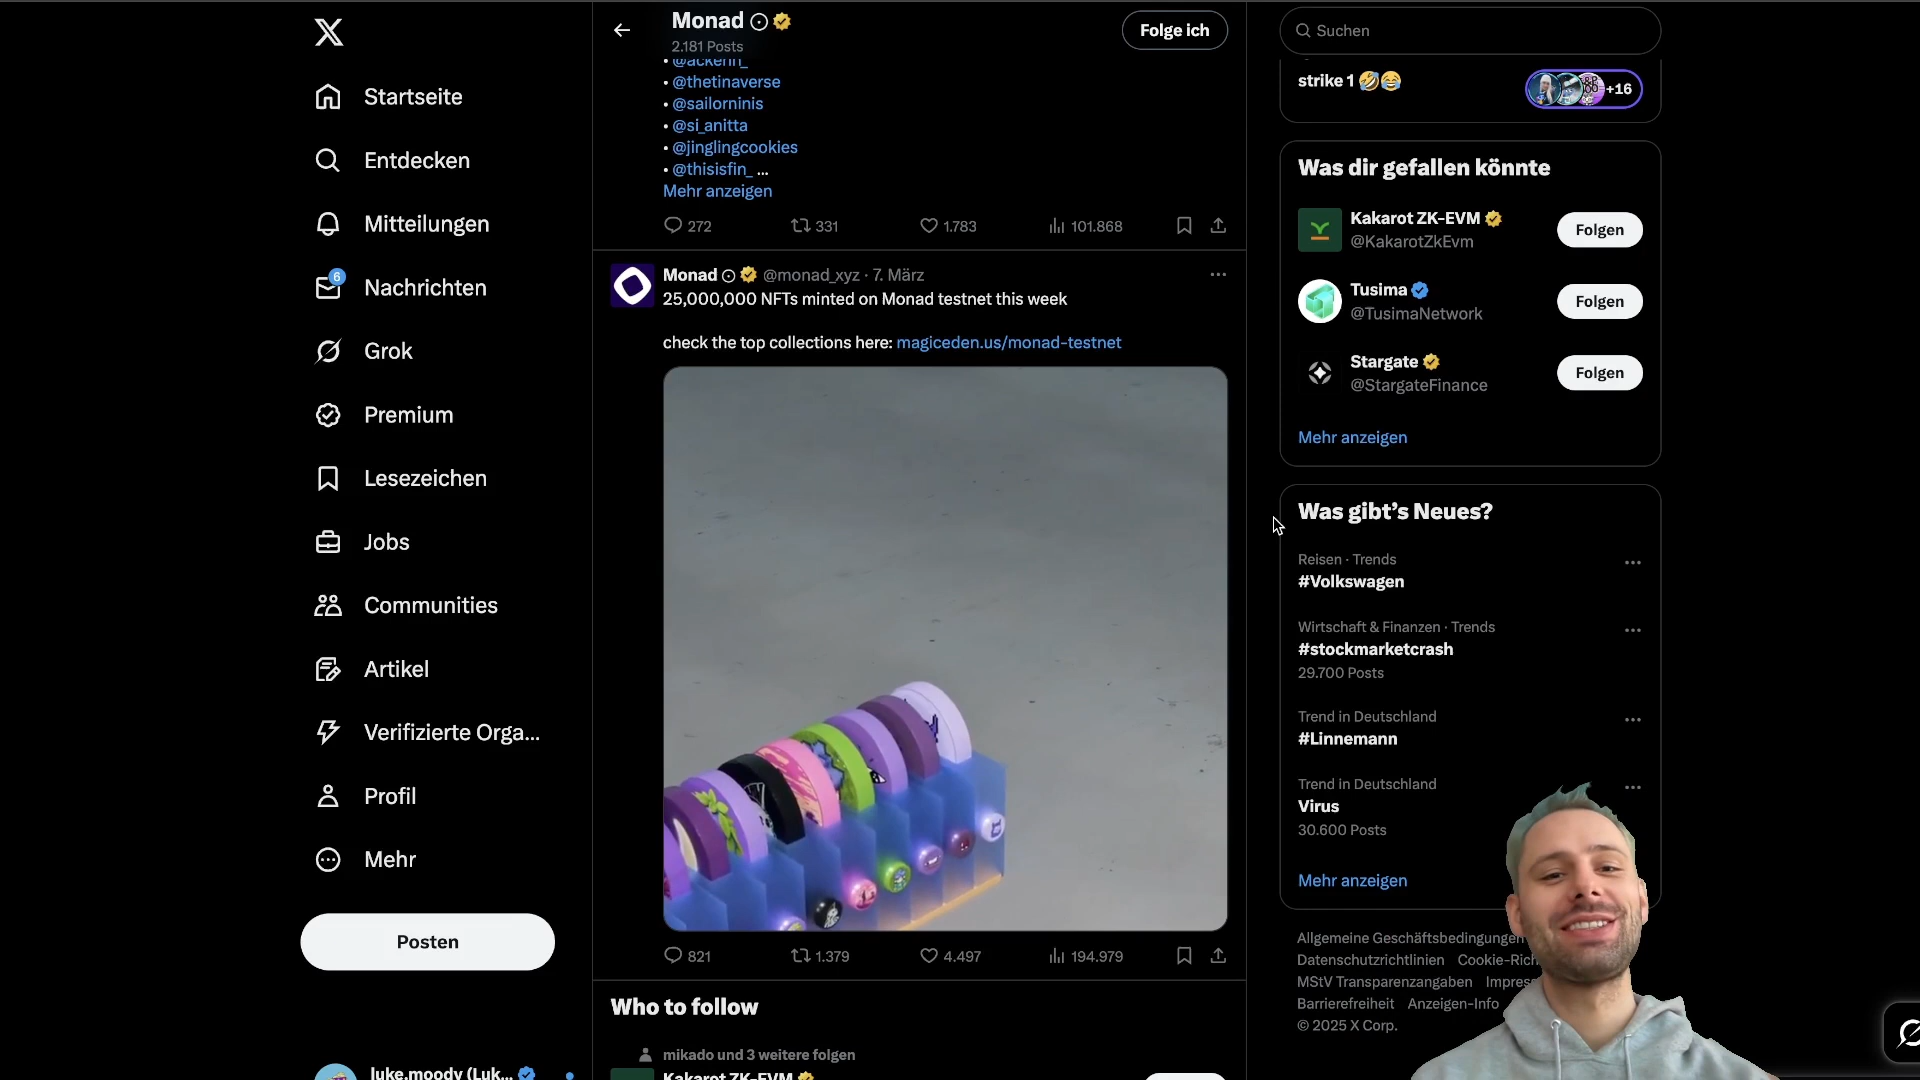 Startseite
Entdecken
Mitteilungen
6
Nachrichten
Grok
Premium
Lesezeichen
Jobs
Communities
Artikel
Verifizierte Orga...
Profil
Mehr
Posten
luke.moody (Luk...
Monad
2.181 Posts
Folge ich
• @ackerm_
• @thetinaverse
• @sailorninis
• @si_anitta
• @jinglingcookies
• @thisisfin_ ...
Mehr anzeigen
272 331 1.783 101.868
Monad @monad_xyz · 7. März
25,000,000 NFTs minted on Monad testnet this week
check the top collections here: magiceden.us/monad-testnet
821 1.379 4.497 194.979
Who to follow
mikado und 3 weitere folgen
Kakarot ZK-EVM
Suchen
strike 1 🤣😂
+16
Was dir gefallen könnte
Kakarot ZK-EVM
@KakarotZkEvm
Folgen
Tusima
@TusimaNetwork
Folgen
Stargate
@StargateFinance
Folgen
Mehr anzeigen
Was gibt's Neues?
Reisen · Trends
#Volkswagen
Wirtschaft & Finanzen · Trends
#stockmarketcrash
29.700 Posts
Trend in Deutschland
#Linnemann
Trend in Deutschland
Virus
30.600 Posts
Mehr anzeigen
Allgemeine Geschäftsbedingungen
Datenschutzrichtlinien Cookie-Rich
MStV Transparenzangaben Impress
Barrierefreiheit Anzeigen-Info
© 2025 X Corp.